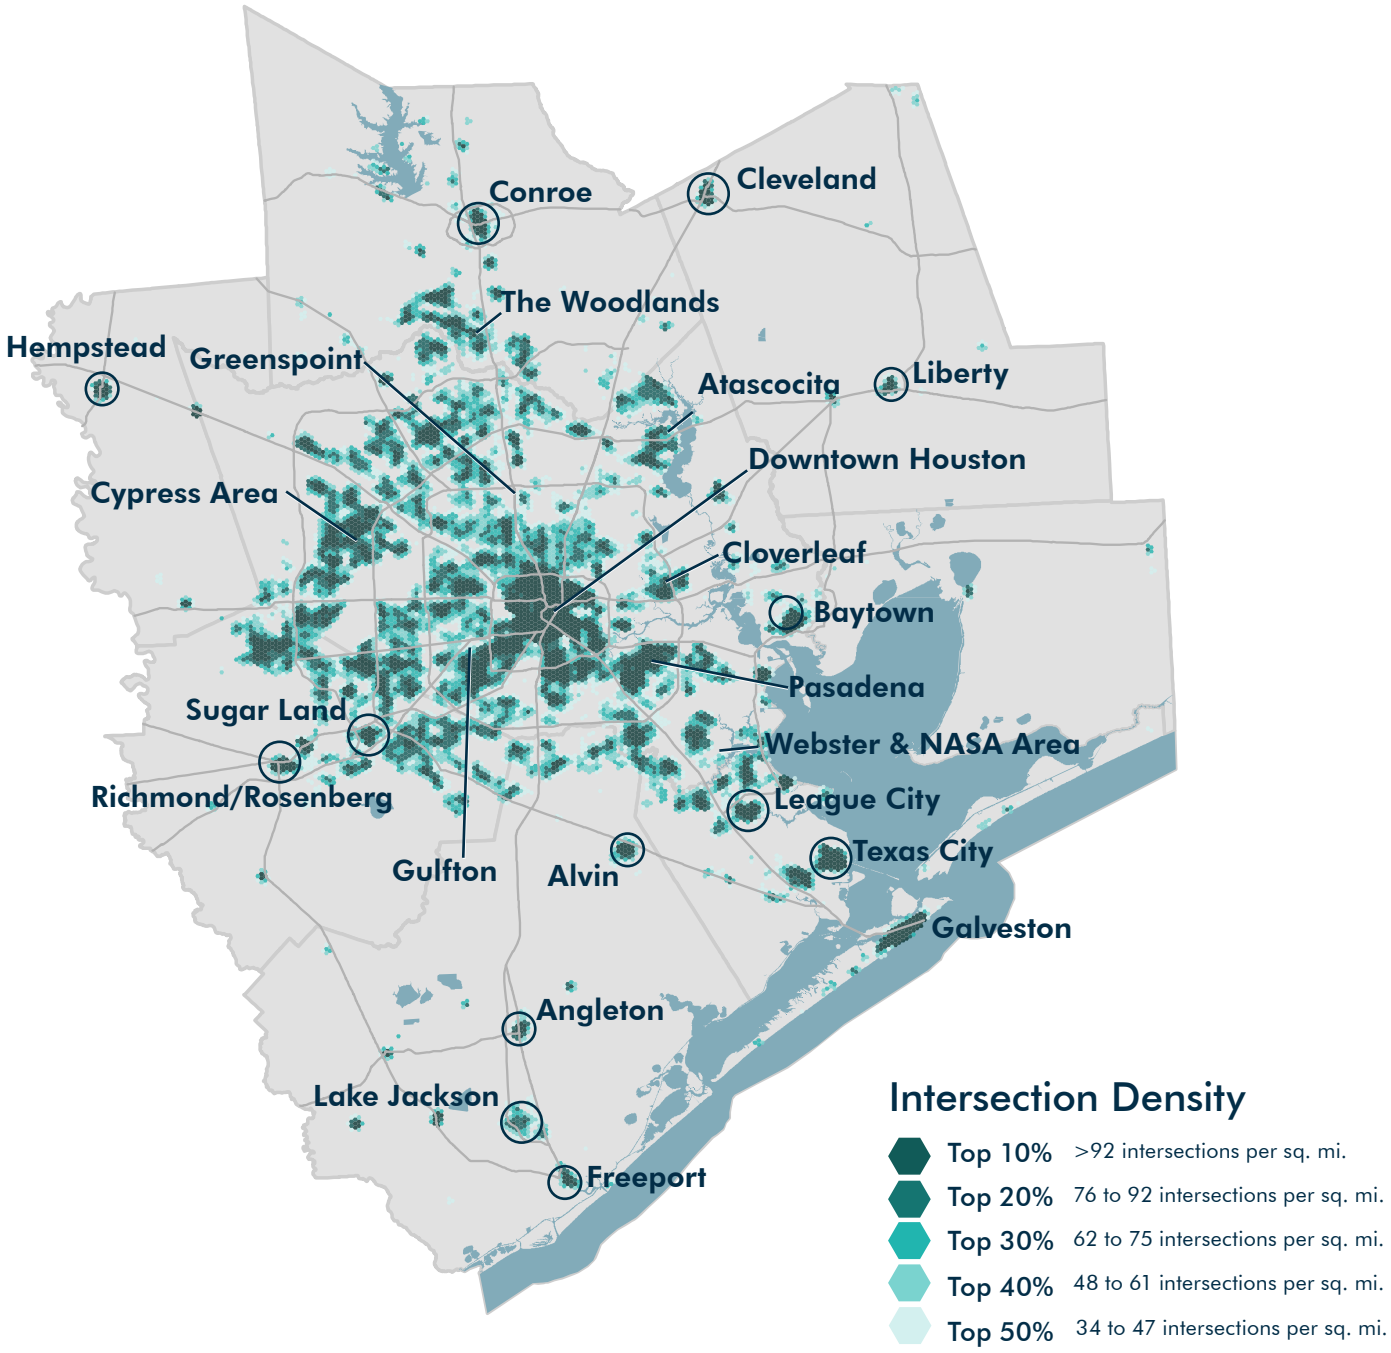 Cleveland
Conroe
The Woodlands
Hempstead
Greenspoint
Atascocita
Liberty
Downtown Houston
Cypress Area
Cloverleaf
Baytown
Pasadena
Sugar Land
Webster & NASA Area
Richmond/Rosenberg
League City
Texas City
Gulfton
Alvin
Galveston
Angleton
Lake Jackson
Freeport
Intersection Density
Top 10% >92 intersections per sq. mi.
Top 20% 76 to 92 intersections per sq. mi.
Top 30% 62 to 75 intersections per sq. mi.
Top 40% 48 to 61 intersections per sq. mi.
Top 50% 34 to 47 intersections per sq. mi.